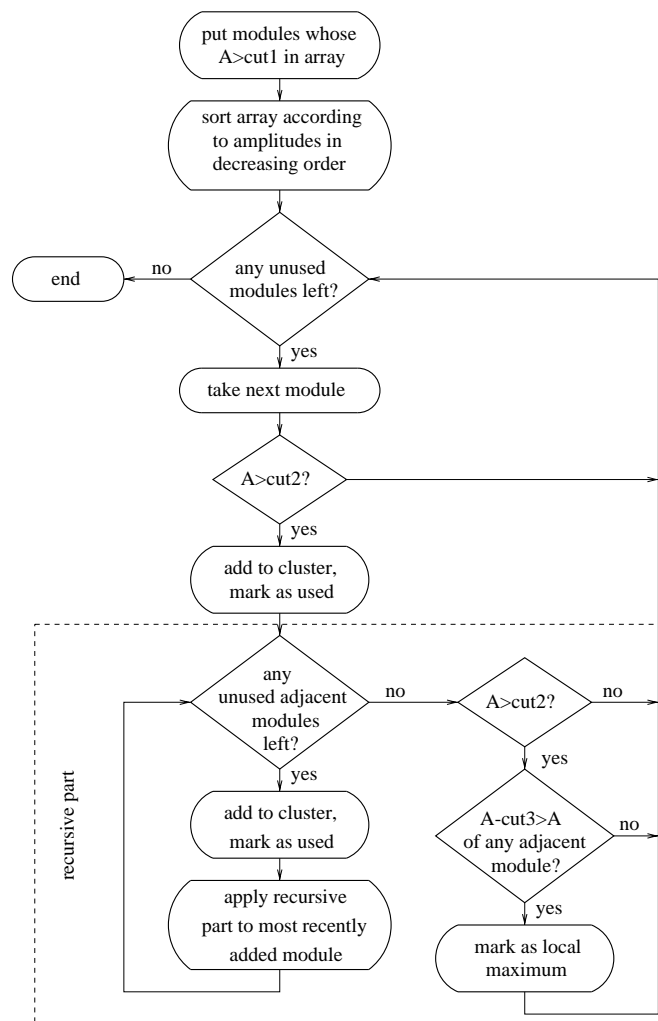 put modules whose
A>cut1 in array
sort array according
to amplitudes in
decreasing order
any unused
modules left?
no
end
yes
take next module
A>cut2?
yes
add to cluster,
mark as used
any
unused adjacent
modules
left?
no
A>cut2?
no
yes
yes
add to cluster,
mark as used
A-cut3>A
of any adjacent
module?
no
yes
apply recursive
part to most recently
added module
mark as local
maximum
recursive part